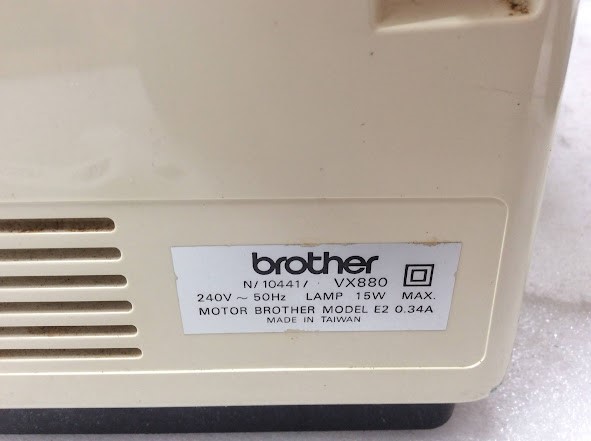 brother
N/ 10441/ VX880
240V ~ 50Hz LAMP 15W MAX.
MOTOR BROTHER MODEL E2 0.34A
MADE IN TAIWAN